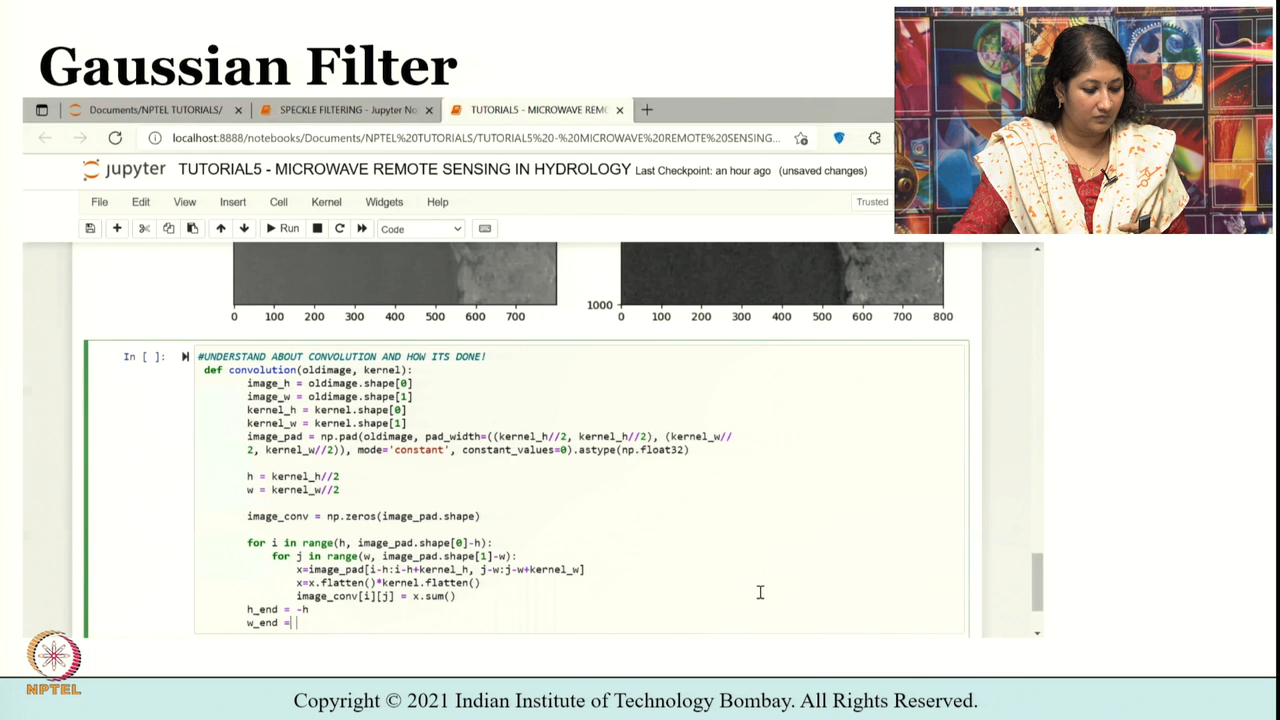 Gaussian Filter
Documents/NPTEL TUTORIALS/
SPECKLE FILTERING - Jupyter No
TUTORIAL5 - MICROWAVE REM
localhost:8888/notebooks/Documents/NPTEL%20TUTORIALS/TUTORIAL5%20-%20MICROWAVE%20REMOTE%20SENSING...
jupyter TUTORIAL5 - MICROWAVE REMOTE SENSING IN HYDROLOGY Last Checkpoint: an hour ago (unsaved changes)
File Edit View Insert Cell Kernel Widgets Help Trusted
Run Code
1000
0 100 200 300 400 500 600 700
0 100 200 300 400 500 600 700 800
In [ ]: #UNDERSTAND ABOUT CONVOLUTION AND HOW ITS DONE!
def convolution(oldimage, kernel):
image_h = oldimage.shape[0]
image_w = oldimage.shape[1]
kernel_h = kernel.shape[0]
kernel_w = kernel.shape[1]
image_pad = np.pad(oldimage, pad_width=((kernel_h//2, kernel_h//2), (kernel_w//
2, kernel_w//2)), mode='constant', constant_values=0).astype(np.float32)
h = kernel_h//2
w = kernel_w//2
image_conv = np.zeros(image_pad.shape)
for i in range(h, image_pad.shape[0]-h):
for j in range(w, image_pad.shape[1]-w):
x=image_pad[i-h:i-h+kernel_h, j-w:j-w+kernel_w]
x=x.flatten()*kernel.flatten()
image_conv[i][j] = x.sum()
h_end = -h
w_end =
NPTEL
Copyright © 2021 Indian Institute of Technology Bombay. All Rights Reserved.